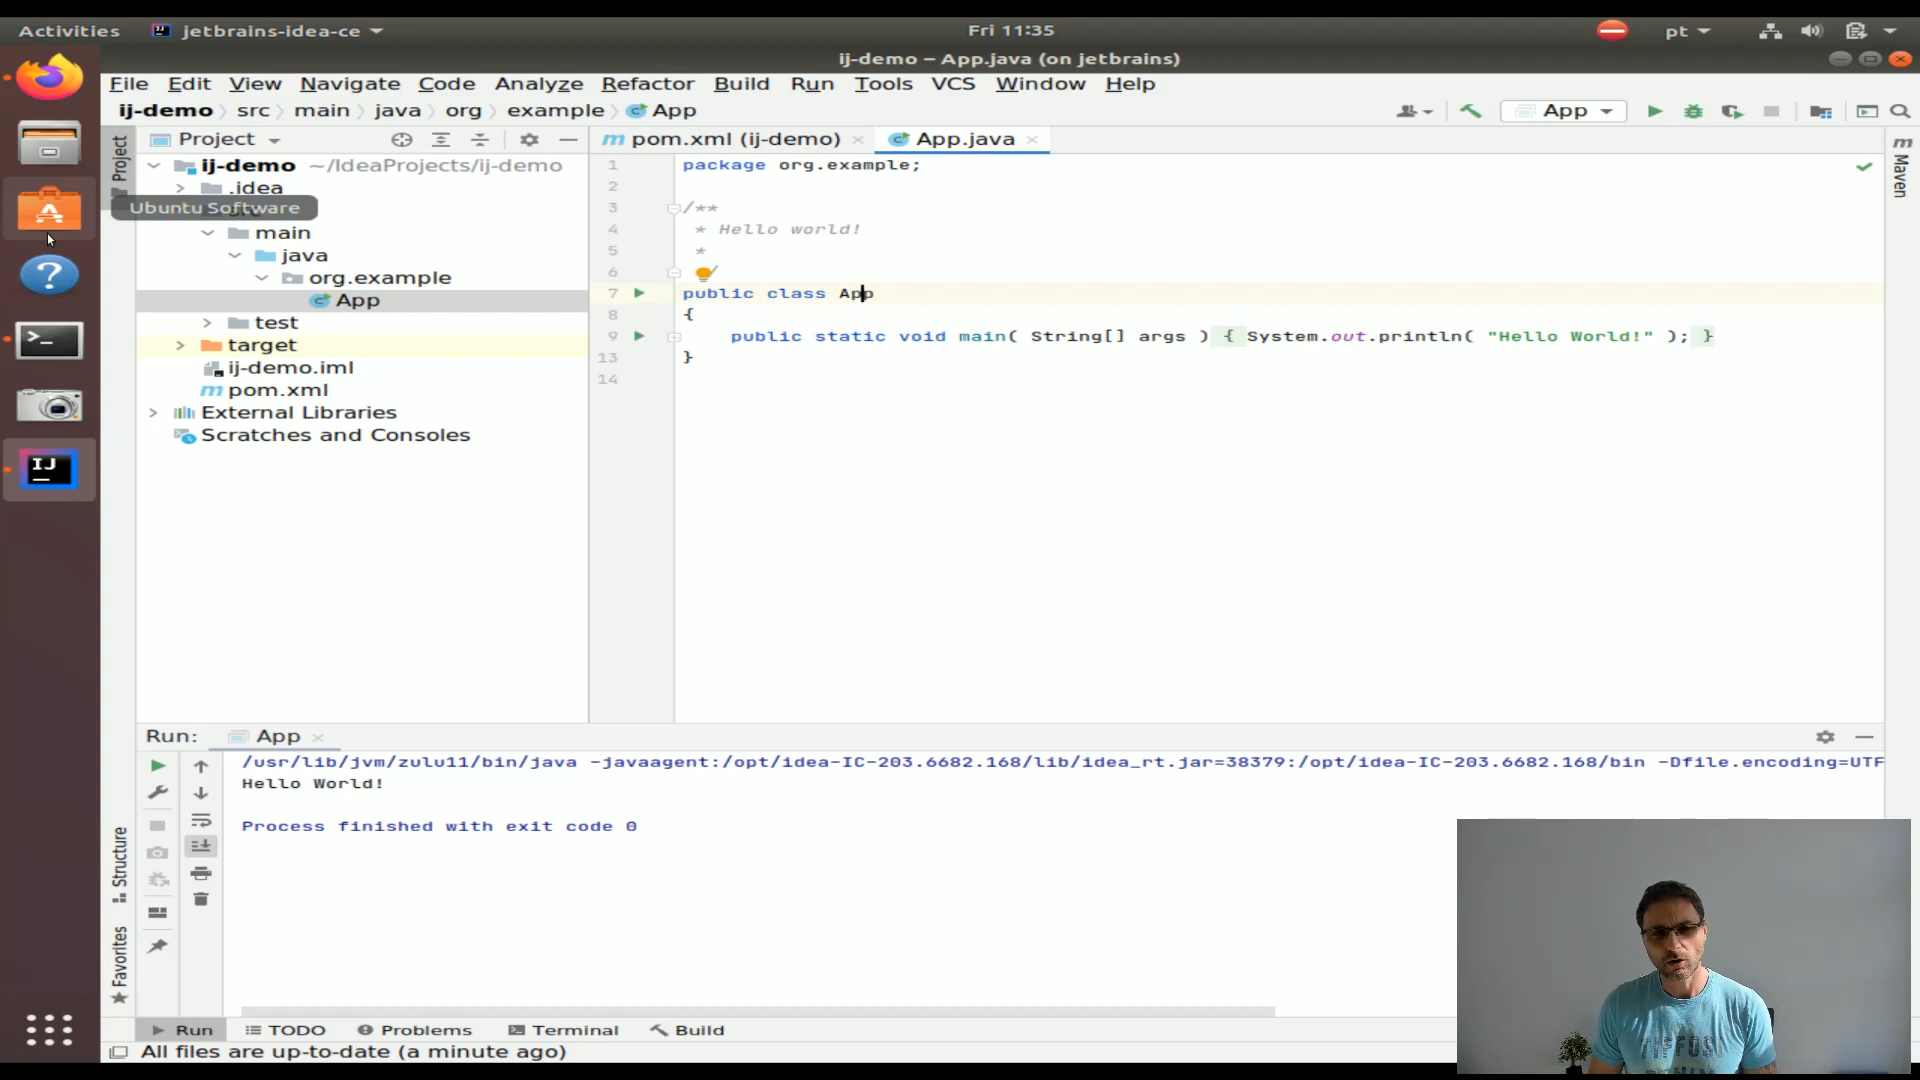 Activities jetbrains-idea-ce Fri 11:35 pt
ij-demo – App.java (on jetbrains)
File Edit View Navigate Code Analyze Refactor Build Run Tools VCS Window Help
ij-demo src main java org example App App
Project Project pom.xml (ij-demo) App.java Maven
ij-demo ~/IdeaProjects/ij-demo
.idea
Ubuntu Software
main
java
org.example
App
test
target
ij-demo.iml
pom.xml
External Libraries
Scratches and Consoles
1 package org.example;
2
3 /**
4 * Hello world!
5 *
6 /
7 public class App
8 {
9 public static void main( String[] args ) { System.out.println( "Hello World!" ); }
13 }
14
Run: App
/usr/lib/jvm/zulu11/bin/java -javaagent:/opt/idea-IC-203.6682.168/lib/idea_rt.jar=38379:/opt/idea-IC-203.6682.168/bin -Dfile.encoding=UTF
Hello World!
Process finished with exit code 0
Structure
Favorites
Run TODO Problems Terminal Build
All files are up-to-date (a minute ago)
IJ